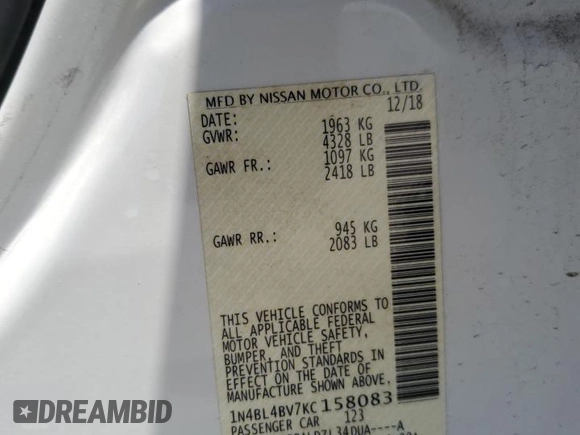 MFD BY NISSAN MOTOR CO., LTD.
DATE: 12/18
GVWR: 1963 KG
4328 LB
GAWR FR.: 1097 KG
2418 LB
GAWR RR.: 945 KG
2083 LB
THIS VEHICLE CONFORMS TO
ALL APPLICABLE FEDERAL
MOTOR VEHICLE SAFETY,
BUMPER, AND THEFT
PREVENTION STANDARDS IN
EFFECT ON THE DATE OF
MANUFACTURE SHOWN ABOVE.
1N4BL4BV7KC158083
PASSENGER CAR 123
DREAMBID